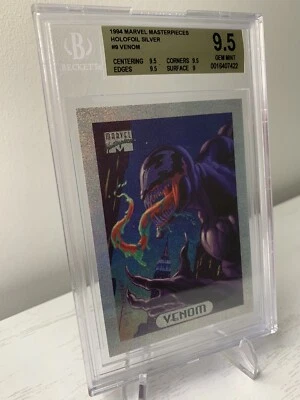 1994 MARVEL MASTERPIECES
HOLOFOIL SILVER
#9 VENOM
CENTERING 9.5 CORNERS 9.5
EDGES 9.5 SURFACE 9
9.5
GEM MINT
BECKETT
MARVEL
VENOM